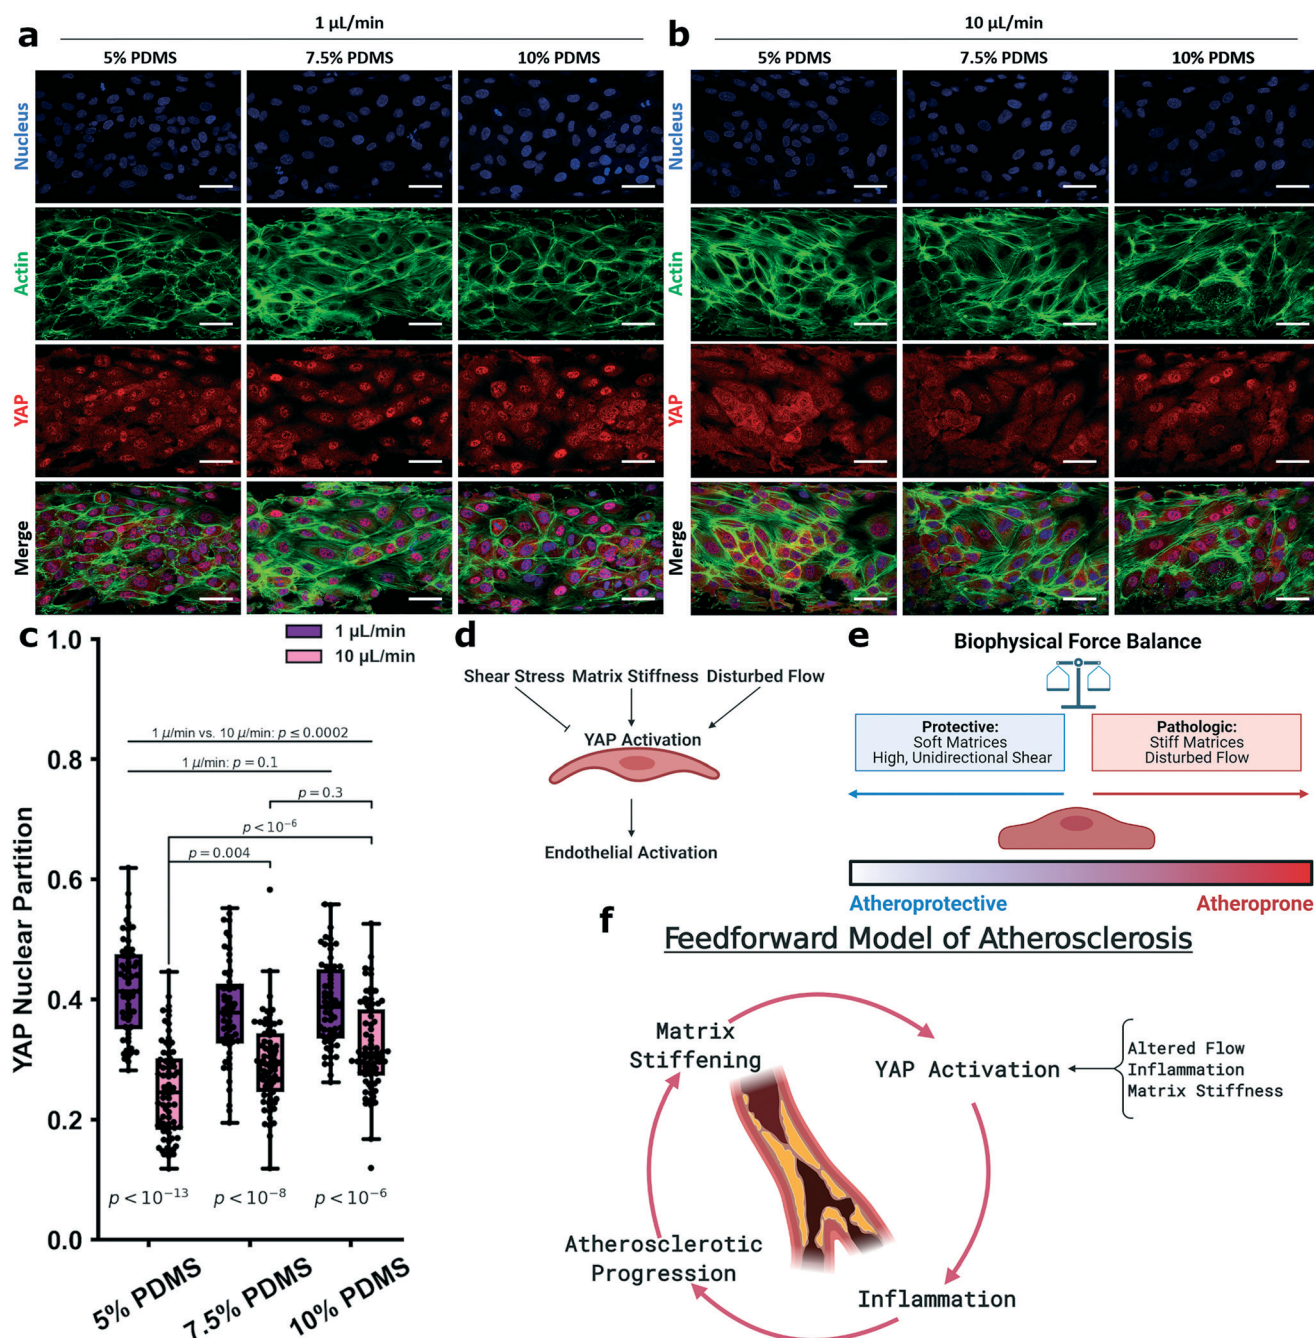 a
1 µL/min
5% PDMS
7.5% PDMS
10% PDMS
Nucleus
Actin
YAP
Merge
b
10 µL/min
5% PDMS
7.5% PDMS
10% PDMS
Nucleus
Actin
YAP
Merge
c
1 µL/min
10 µL/min
YAP Nuclear Partition
1.0
0.8
0.6
0.4
0.2
0.0
1 µ/min vs. 10 µ/min: p ≤ 0.0002
1 µ/min: p = 0.1
p = 0.3
p < 10⁻⁶
p = 0.004
p < 10⁻¹³
p < 10⁻⁸
p < 10⁻⁶
5% PDMS
7.5% PDMS
10% PDMS
d
Shear Stress Matrix Stiffness Disturbed Flow
YAP Activation
Endothelial Activation
e
Biophysical Force Balance
Protective:
Soft Matrices
High, Unidirectional Shear
Pathologic:
Stiff Matrices
Disturbed Flow
Atheroprotective
Atheroprone
f
Feedforward Model of Atherosclerosis
Matrix
Stiffening
YAP Activation
Altered Flow
Inflammation
Matrix Stiffness
Atherosclerotic
Progression
Inflammation